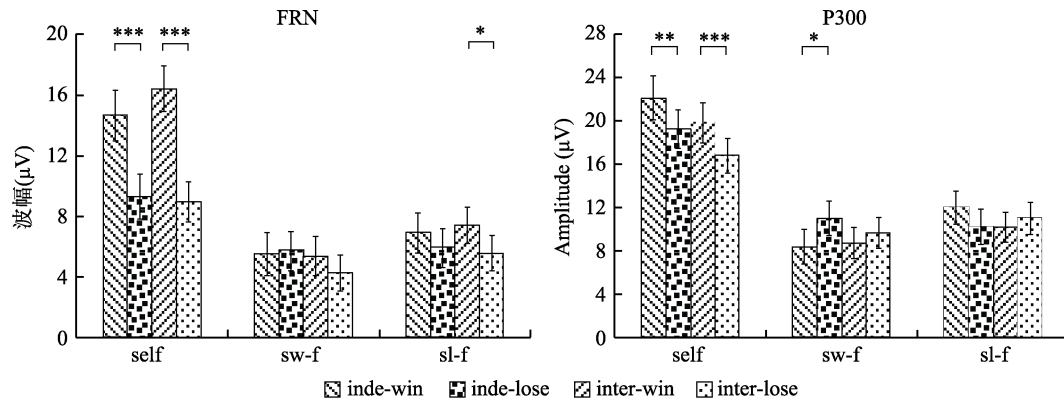 FRN
P300
20
16
12
8
4
0
波幅(μV)
***
***
*
self
sw-f
sl-f
28
24
20
16
12
8
4
0
Amplitude (μV)
**
***
*
self
sw-f
sl-f
inde-win
inde-lose
inter-win
inter-lose